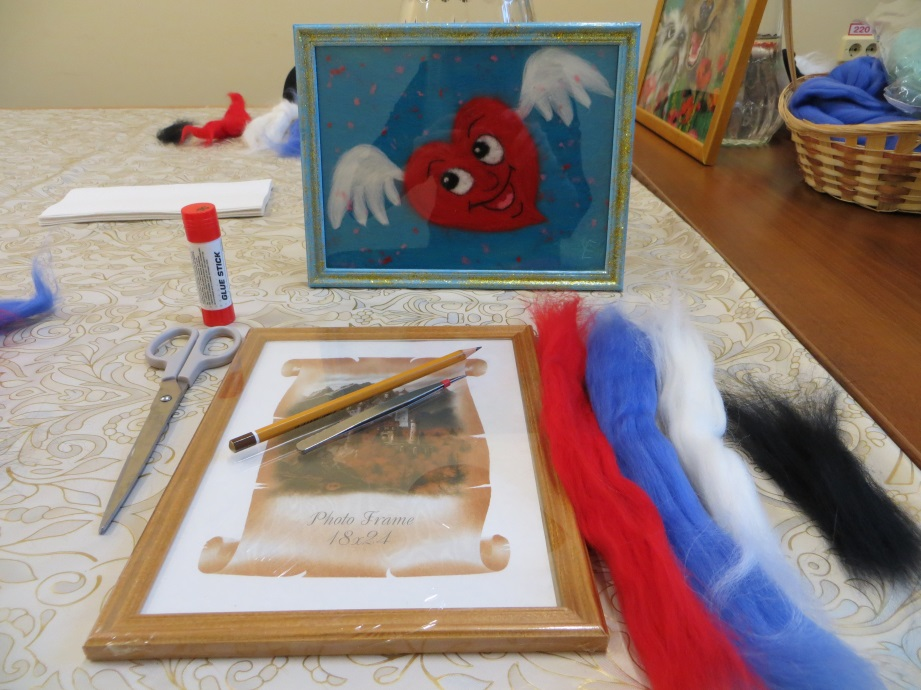 220
GLUE STICK
Photo Frame
18x24